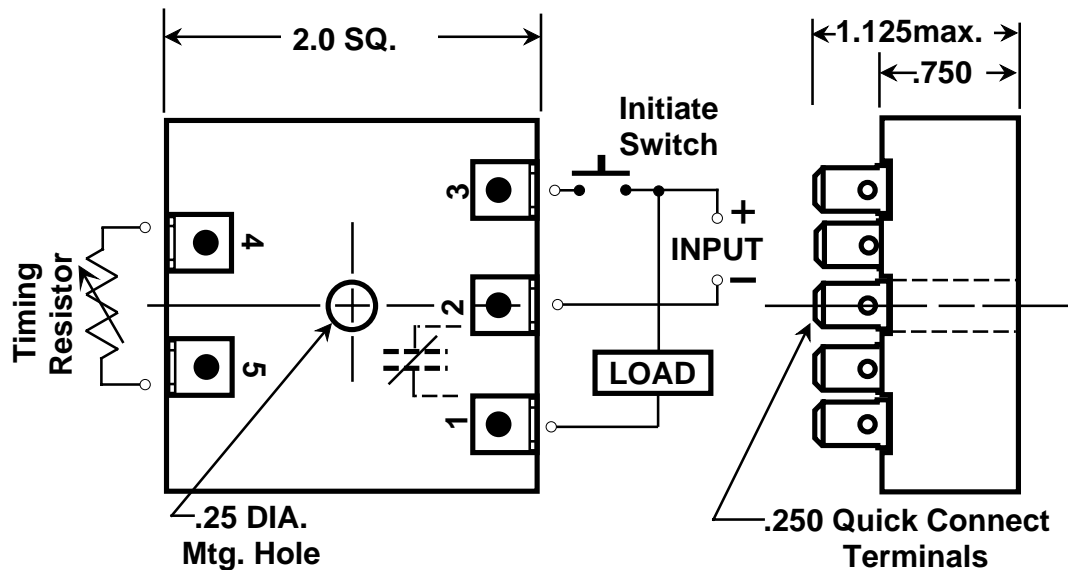 2.0 SQ.
1.125max.
.750
Initiate
Switch
3
4
+
INPUT
−
Timing
Resistor
2
5
LOAD
1
.25 DIA.
Mtg. Hole
.250 Quick Connect
Terminals